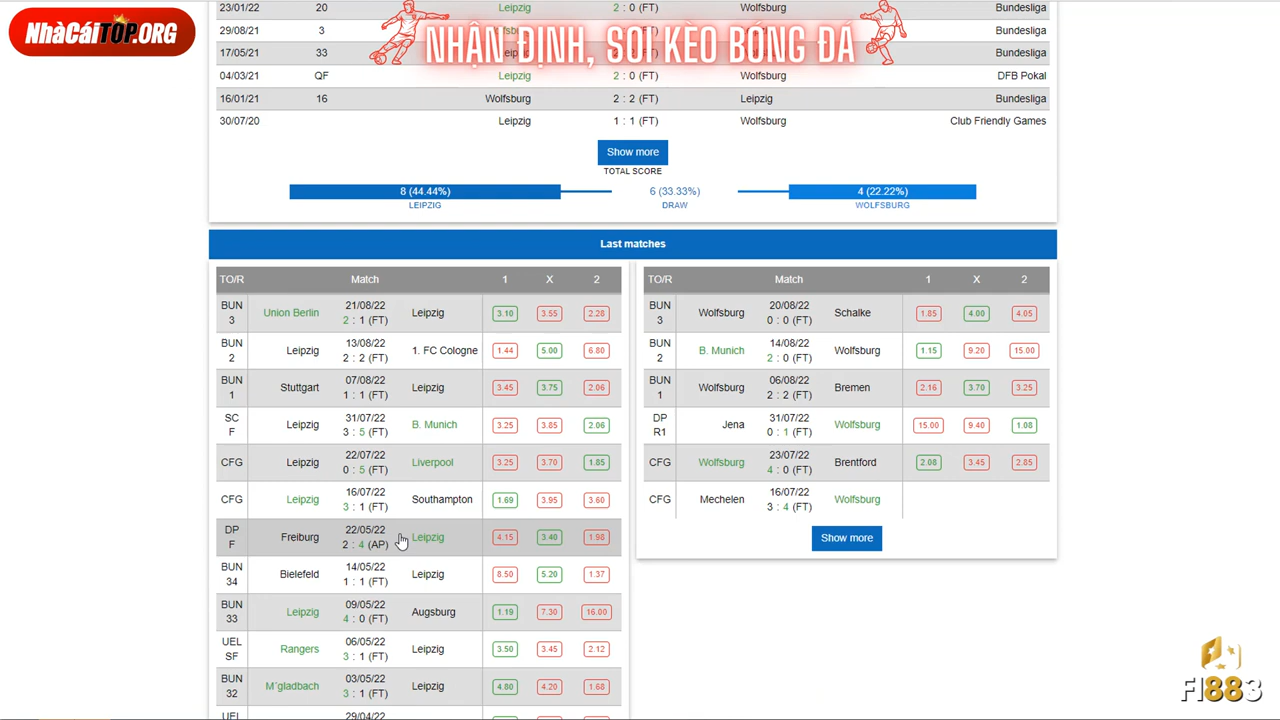 NHÀCÁITOP.ORG
NHẬN ĐỊNH, SOI KÈO BÓNG ĐÁ
23/01/22 20 Leipzig 2 : 0 (FT) Wolfsburg Bundesliga
29/08/21 3 Wolfsburg Bundesliga
17/05/21 33 Leipzig Wolfsburg Bundesliga
04/03/21 QF Leipzig 2 : 0 (FT) Wolfsburg DFB Pokal
16/01/21 16 Wolfsburg 2 : 2 (FT) Leipzig Bundesliga
30/07/20 Leipzig 1 : 1 (FT) Wolfsburg Club Friendly Games
Show more
TOTAL SCORE
8 (44.44%) 6 (33.33%) 4 (22.22%)
LEIPZIG DRAW WOLFSBURG
Last matches
TO/R Match 1 X 2
BUN 3 Union Berlin 21/08/22 2 : 1 (FT) Leipzig 3.10 3.55 2.28
BUN 2 Leipzig 13/08/22 2 : 2 (FT) 1. FC Cologne 1.44 5.00 6.80
BUN 1 Stuttgart 07/08/22 1 : 1 (FT) Leipzig 3.45 3.75 2.06
SC F Leipzig 31/07/22 3 : 5 (FT) B. Munich 3.25 3.85 2.06
CFG Leipzig 22/07/22 0 : 5 (FT) Liverpool 3.25 3.70 1.85
CFG Leipzig 16/07/22 3 : 1 (FT) Southampton 1.69 3.95 3.60
DP F Freiburg 22/05/22 2 : 4 (AP) Leipzig 4.15 3.40 1.98
BUN 34 Bielefeld 14/05/22 1 : 1 (FT) Leipzig 8.50 5.20 1.37
BUN 33 Leipzig 09/05/22 4 : 0 (FT) Augsburg 1.19 7.30 16.00
UEL SF Rangers 06/05/22 3 : 1 (FT) Leipzig 3.50 3.45 2.12
BUN 32 M´gladbach 03/05/22 3 : 1 (FT) Leipzig 4.80 4.20 1.68
UEL 29/04/22
TO/R Match 1 X 2
BUN 3 Wolfsburg 20/08/22 0 : 0 (FT) Schalke 1.85 4.00 4.05
BUN 2 B. Munich 14/08/22 2 : 0 (FT) Wolfsburg 1.15 9.20 15.00
BUN 1 Wolfsburg 06/08/22 2 : 2 (FT) Bremen 2.16 3.70 3.25
DP R1 Jena 31/07/22 0 : 1 (FT) Wolfsburg 15.00 9.40 1.08
CFG Wolfsburg 23/07/22 4 : 0 (FT) Brentford 2.08 3.45 2.85
CFG Mechelen 16/07/22 3 : 4 (FT) Wolfsburg
Show more
FI883